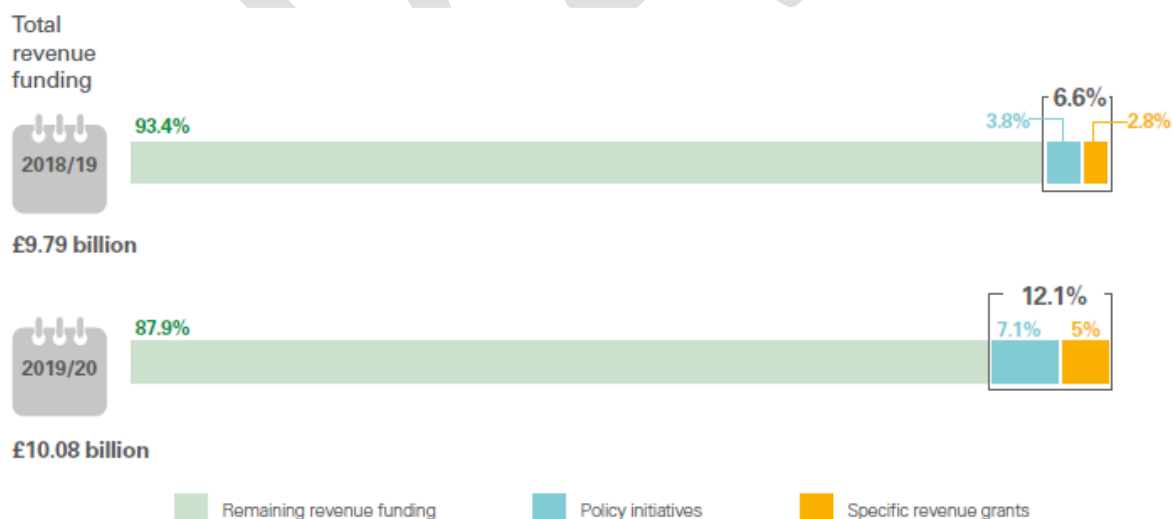 Total
revenue
funding
2018/19
93.4%
3.8%
6.6%
2.8%
£9.79 billion
2019/20
87.9%
12.1%
7.1%
5%
£10.08 billion
Remaining revenue funding
Policy initiatives
Specific revenue grants